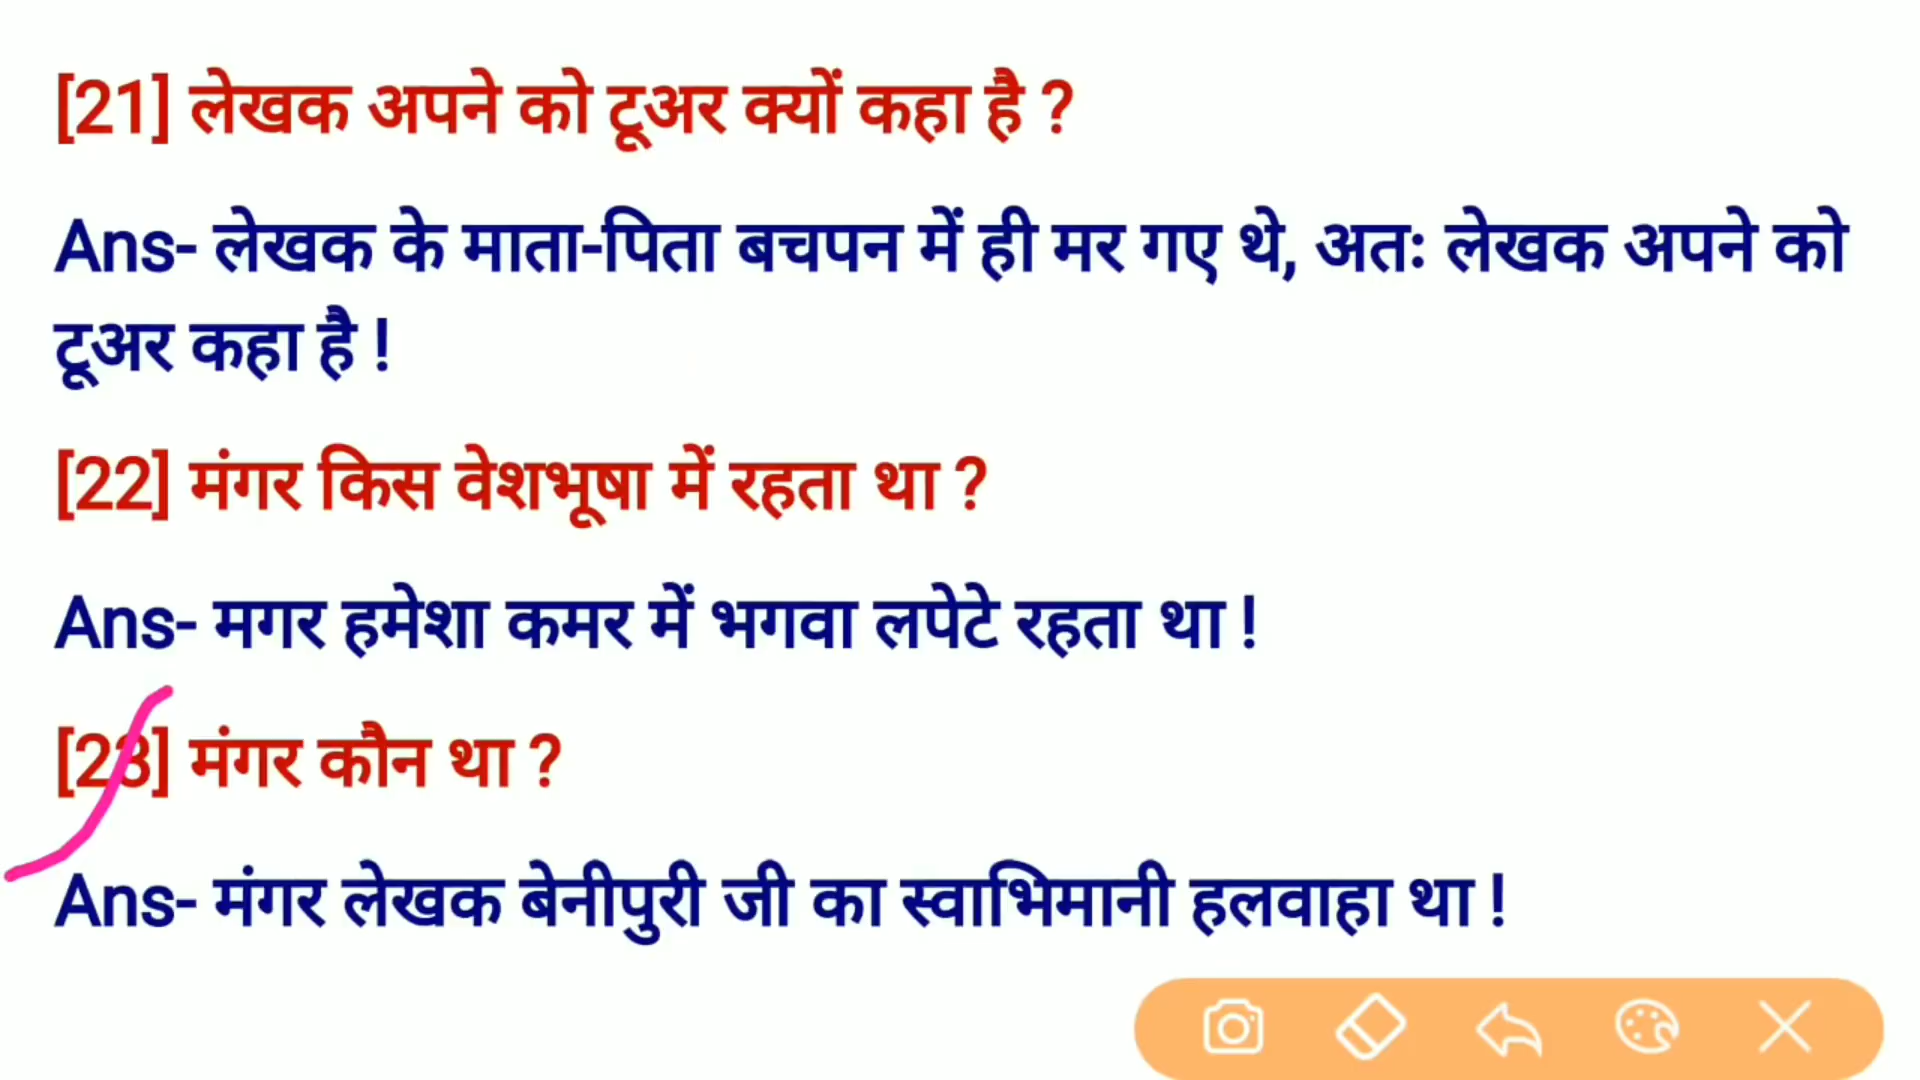 [21] लेखक अपने को टूअर क्यों कहा है ?
Ans- लेखक के माता-पिता बचपन में ही मर गए थे, अतः लेखक अपने को
टूअर कहा है !
[22] मंगर किस वेशभूषा में रहता था ?
Ans- मगर हमेशा कमर में भगवा लपेटे रहता था !
[23] मंगर कौन था ?
Ans- मंगर लेखक बेनीपुरी जी का स्वाभिमानी हलवाहा था !